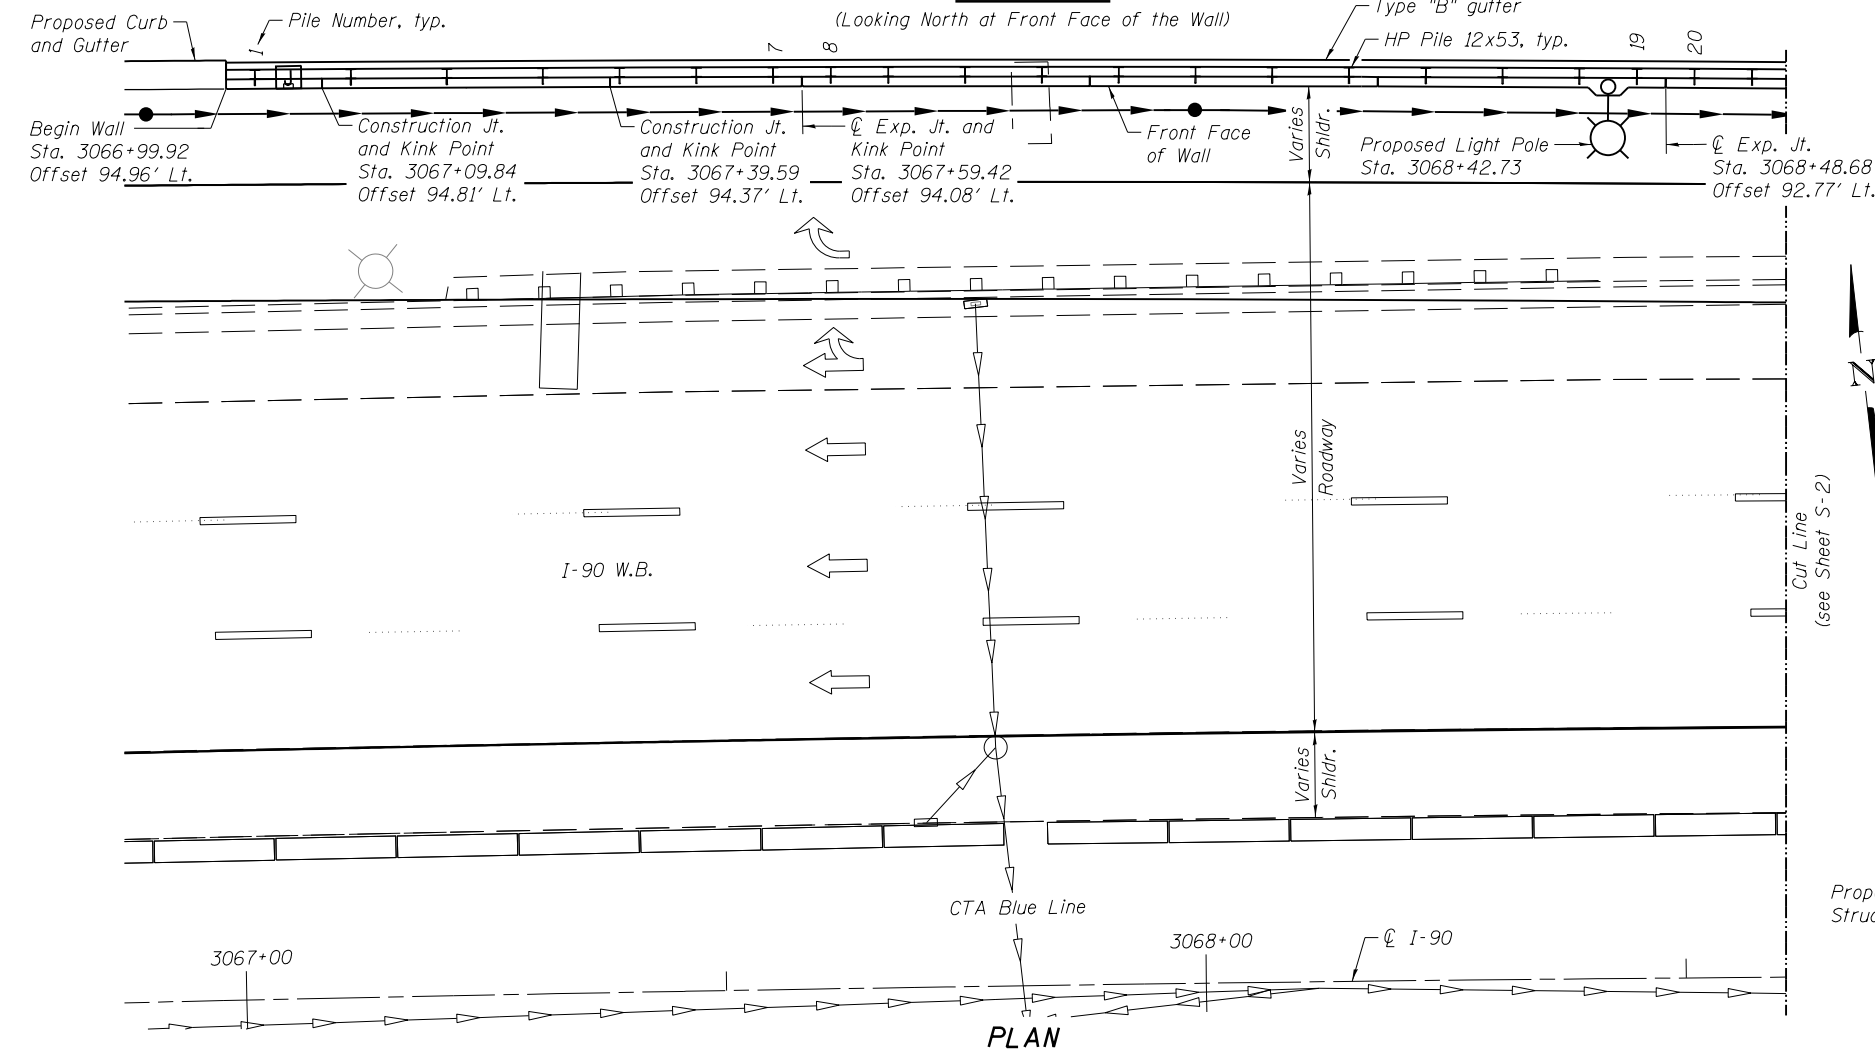 Proposed Curb
and Gutter
Pile Number, typ.
1
(Looking North at Front Face of the Wall)
7
8
Type "B" gutter
HP Pile 12x53, typ.
19
20
Begin Wall
Sta. 3066+99.92
Offset 94.96' Lt.
Construction Jt.
and Kink Point
Sta. 3067+09.84
Offset 94.81' Lt.
Construction Jt.
and Kink Point
Sta. 3067+39.59
Offset 94.37' Lt.
℄ Exp. Jt. and
Kink Point
Sta. 3067+59.42
Offset 94.08' Lt.
Front Face
of Wall
Varies
Shldr.
Proposed Light Pole
Sta. 3068+42.73
℄ Exp. Jt.
Sta. 3068+48.68
Offset 92.77' Lt.
N
Varies
Roadway
Cut Line
(see Sheet S-2)
I-90 W.B.
Varies
Shldr.
CTA Blue Line
3067+00
3068+00
℄ I-90
PLAN